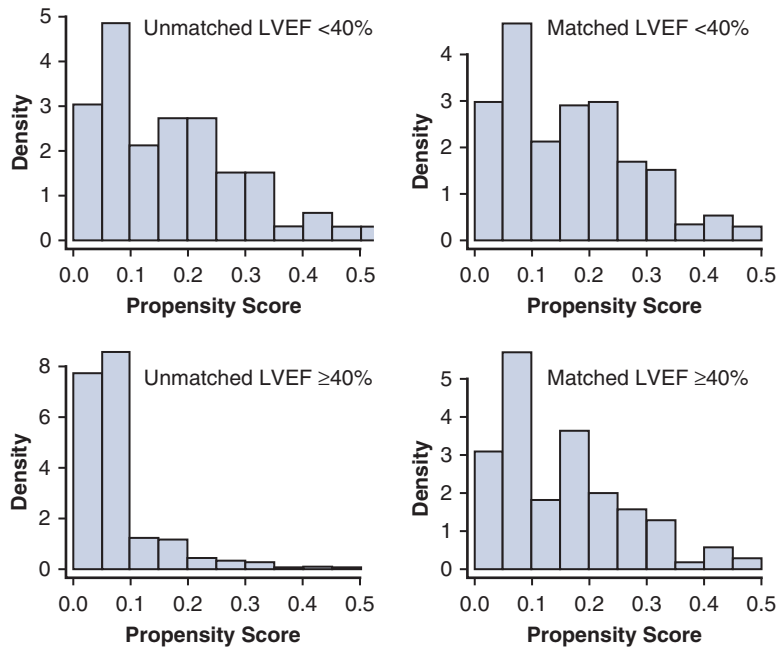 Unmatched LVEF <40%
Density
5
4
3
2
1
0
0.0 0.1 0.2 0.3 0.4 0.5
Propensity Score
Matched LVEF <40%
Density
4
3
2
1
0
0.0 0.1 0.2 0.3 0.4 0.5
Propensity Score
Unmatched LVEF ≥40%
Density
8
6
4
2
0
0.0 0.1 0.2 0.3 0.4 0.5
Propensity Score
Matched LVEF ≥40%
Density
5
4
3
2
1
0
0.0 0.1 0.2 0.3 0.4 0.5
Propensity Score